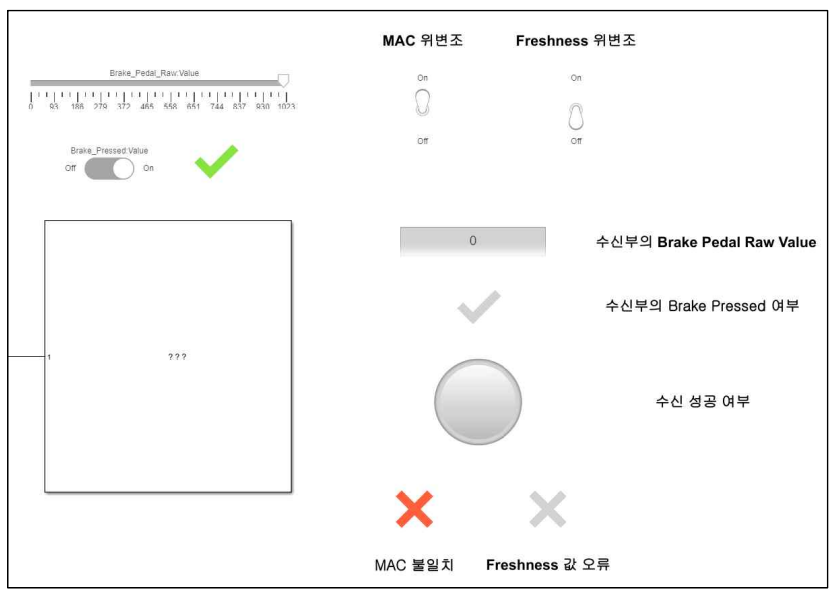 MAC 위변조
Freshness 위변조
Brake_Pedal_Raw:Value
0 93 186 279 372 465 558 651 744 837 930 1023
On
Off
On
Off
Brake_Pressed:Value
Off On
0
수신부의 Brake Pedal Raw Value
수신부의 Brake Pressed 여부
1
???
수신 성공 여부
MAC 불일치
Freshness 값 오류